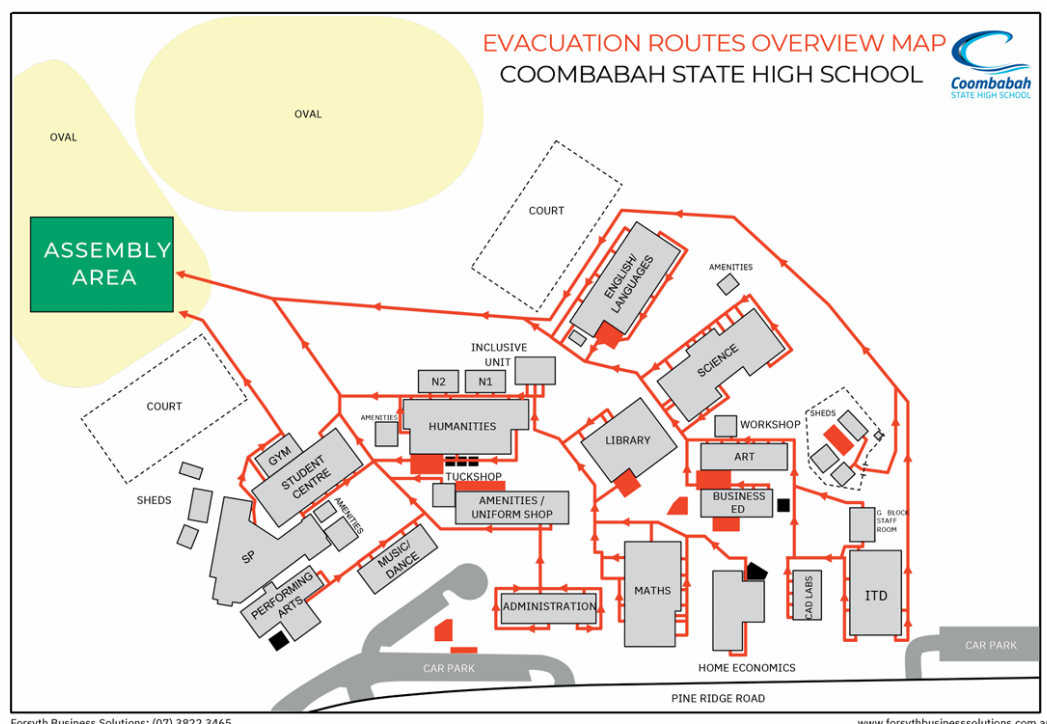 EVACUATION ROUTES OVERVIEW MAP
COOMBABAH STATE HIGH SCHOOL
Coombabah
STATE HIGH SCHOOL
OVAL
OVAL
ASSEMBLY
AREA
COURT
COURT
ENGLISH/
LANGUAGES
AMENITIES
SCIENCE
INCLUSIVE
UNIT
N2
N1
AMENITIES
HUMANITIES
LIBRARY
WORKSHOP
SHEDS
ART
GYM
STUDENT
CENTRE
TUCKSHOP
AMENITIES /
UNIFORM SHOP
BUSINESS
ED
G BLOCK
STAFF
ROOM
SHEDS
AMENITIES
SP
MUSIC/
DANCE
PERFORMING
ARTS
ADMINISTRATION
MATHS
CAD LABS
ITD
HOME ECONOMICS
CAR PARK
CAR PARK
PINE RIDGE ROAD
Forsyth Business Solutions: (07) 3822 3465
www.forsythbusinesssolutions.com.a